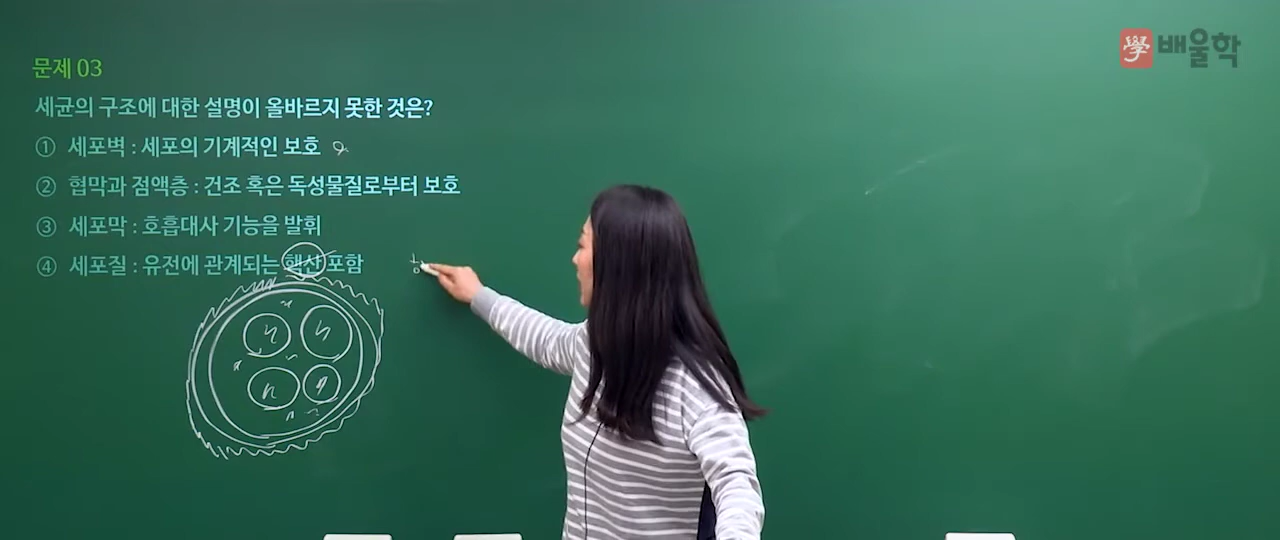 學배울학
문제 03
세균의 구조에 대한 설명이 올바르지 못한 것은?
① 세포벽 : 세포의 기계적인 보호
② 협막과 점액층 : 건조 혹은 독성물질로부터 보호
③ 세포막 : 호흡대사 기능을 발휘
④ 세포질 : 유전에 관계되는 핵산 포함